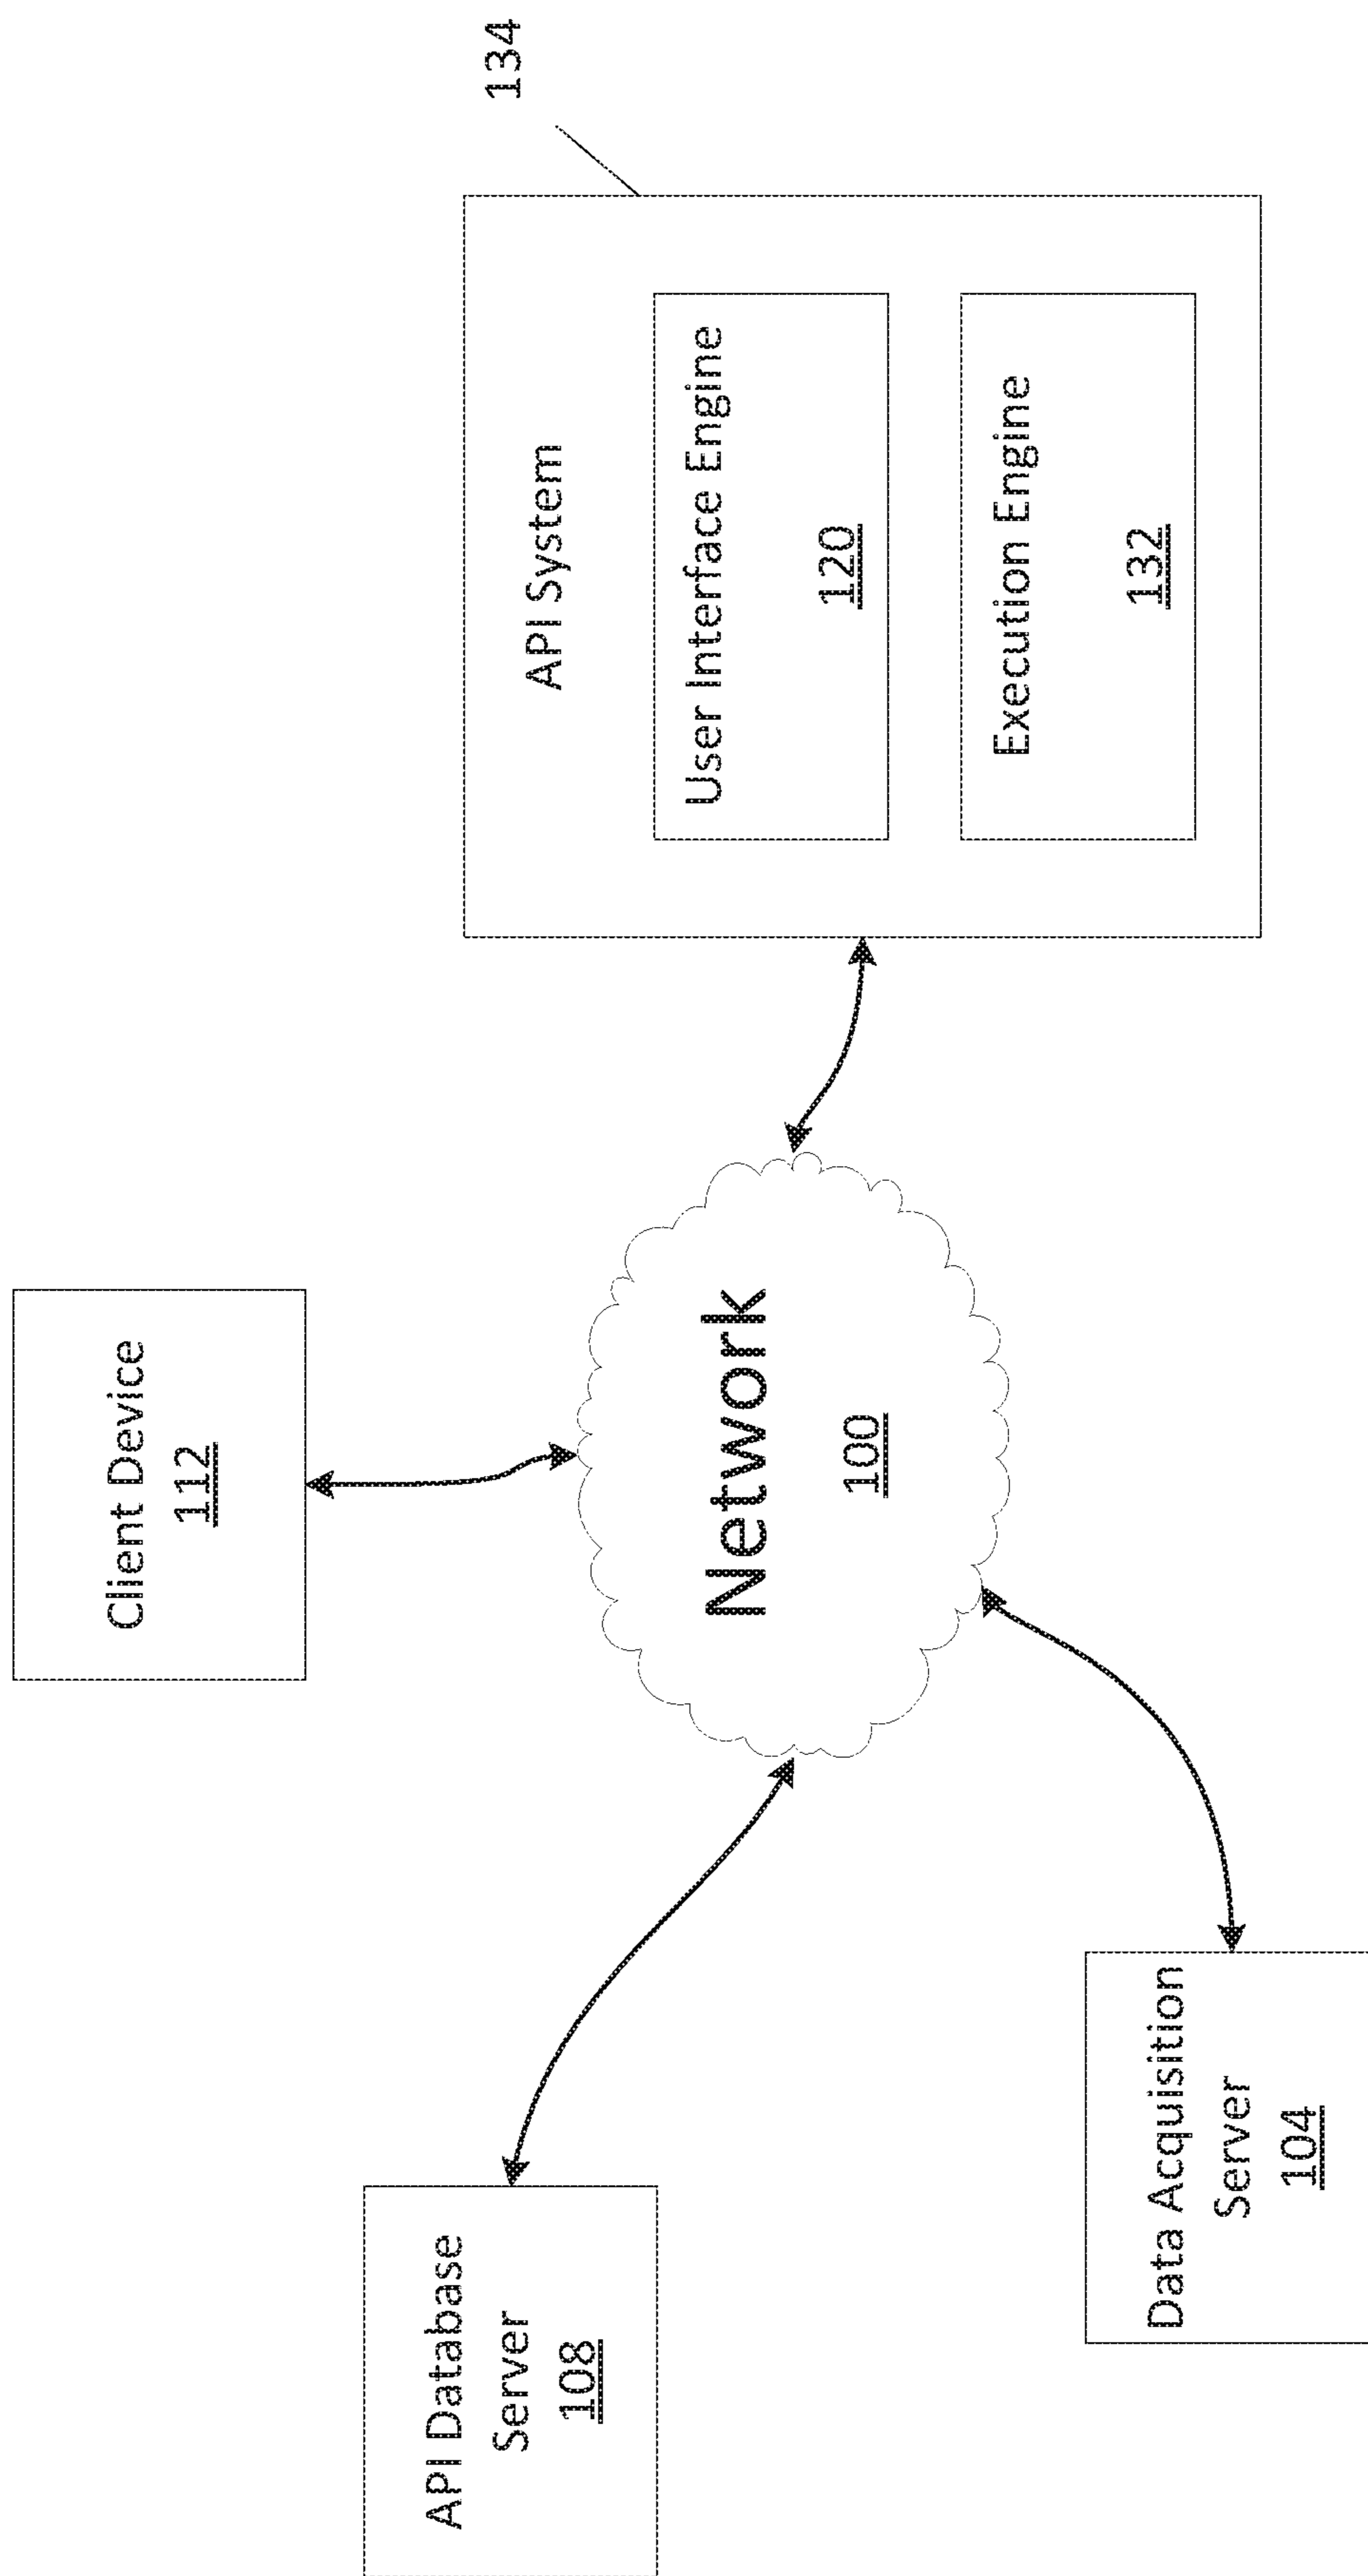 Client Device
112
API Database
Server
108
Network
100
Data Acquisition
Server
104
134
API System
User Interface Engine
120
Execution Engine
132